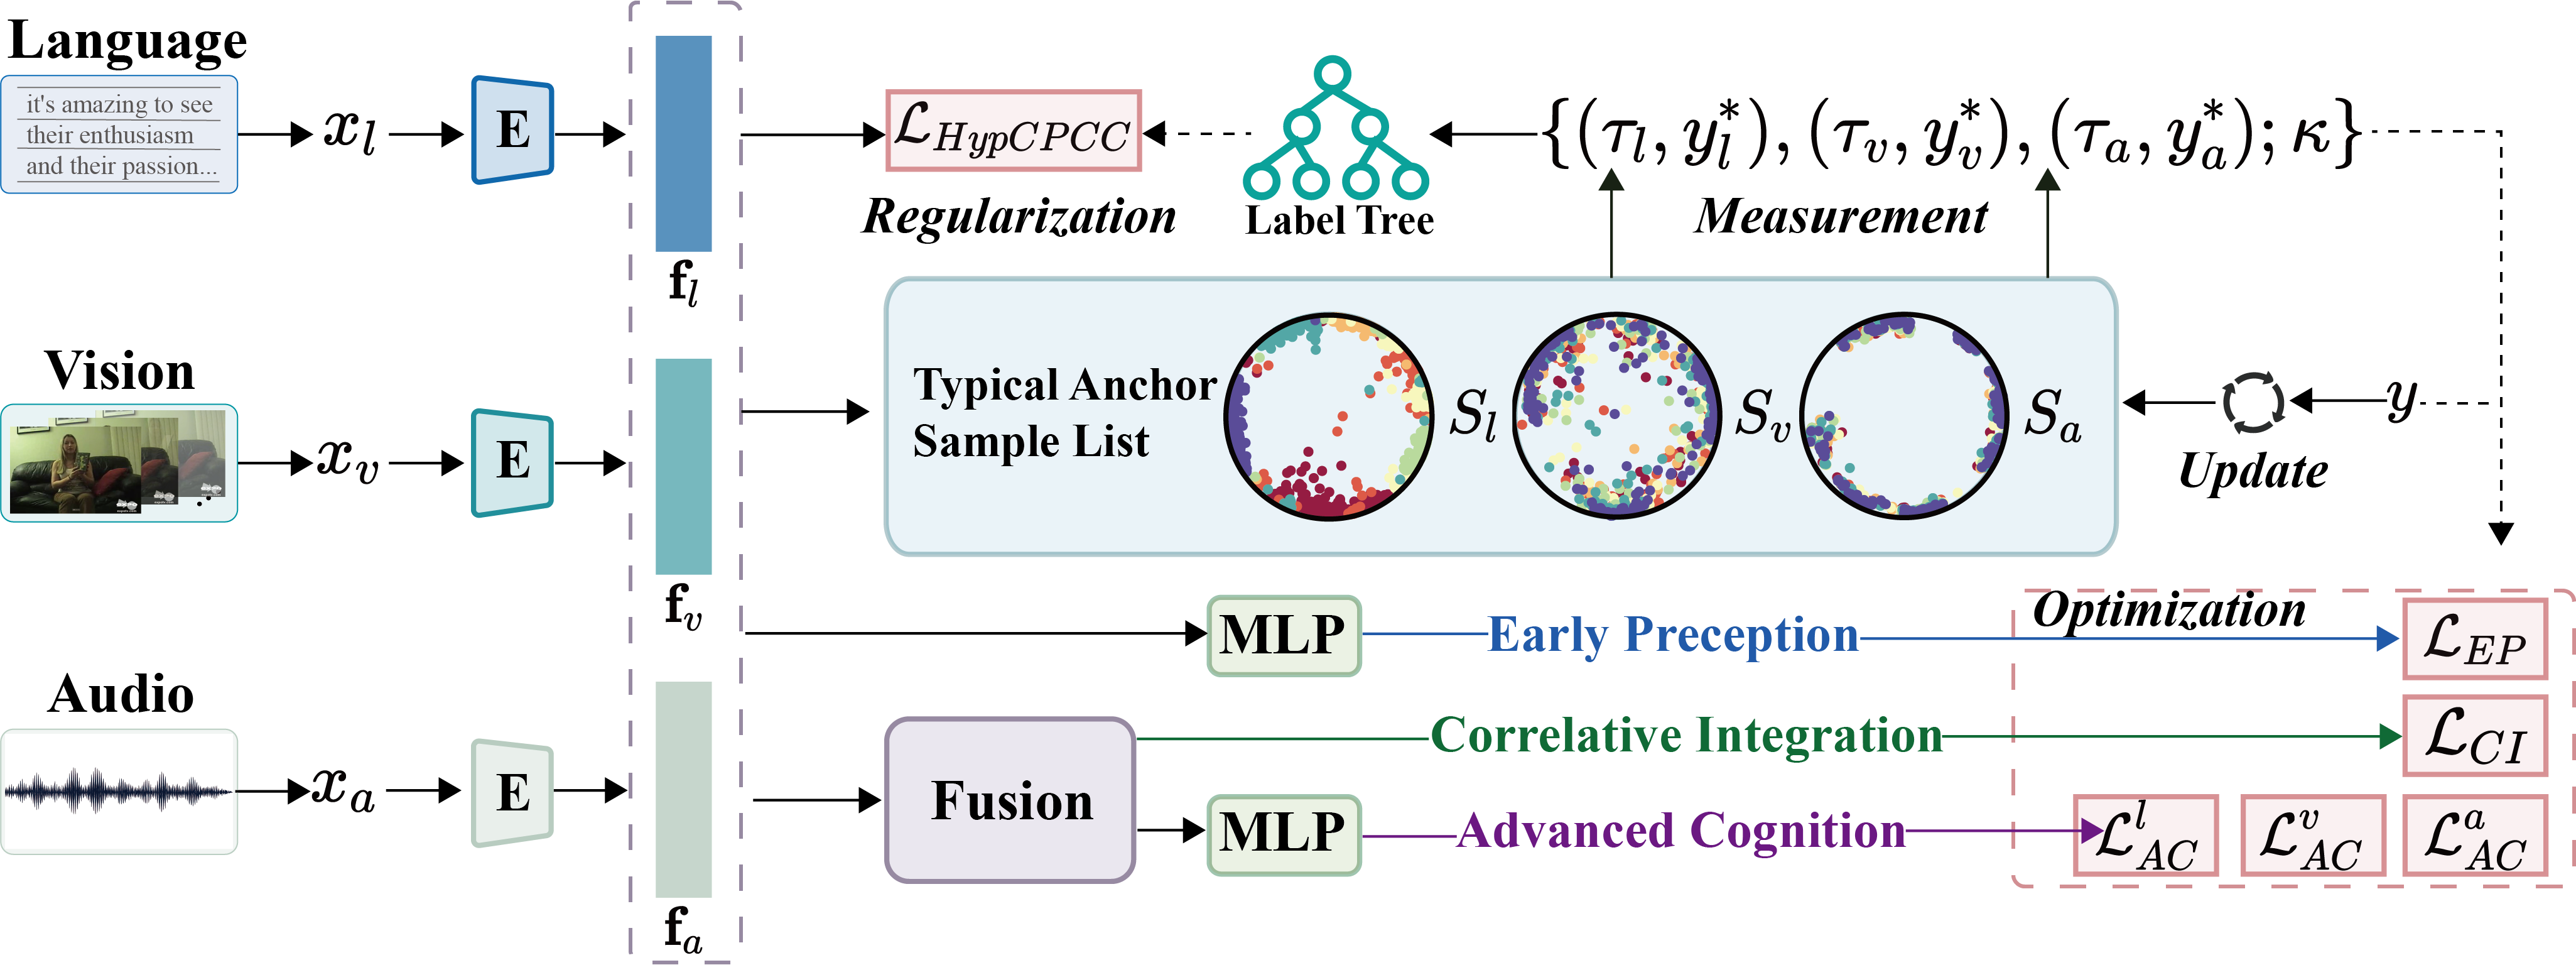 Language
it's amazing to see
their enthusiasm
and their passion...
x_l
E
f_l
Vision
x_v
E
f_v
Audio
x_a
E
f_a
ℒ_HypCPCC
Regularization
Label Tree
{(τ_l, y_l^*), (τ_v, y_v^*), (τ_a, y_a^*); κ}
Measurement
Typical Anchor
Sample List
S_l
S_v
S_a
y
Update
MLP
Early Preception
Optimization
ℒ_EP
Fusion
Correlative Integration
ℒ_CI
MLP
Advanced Cognition
ℒ_AC^l
ℒ_AC^v
ℒ_AC^a